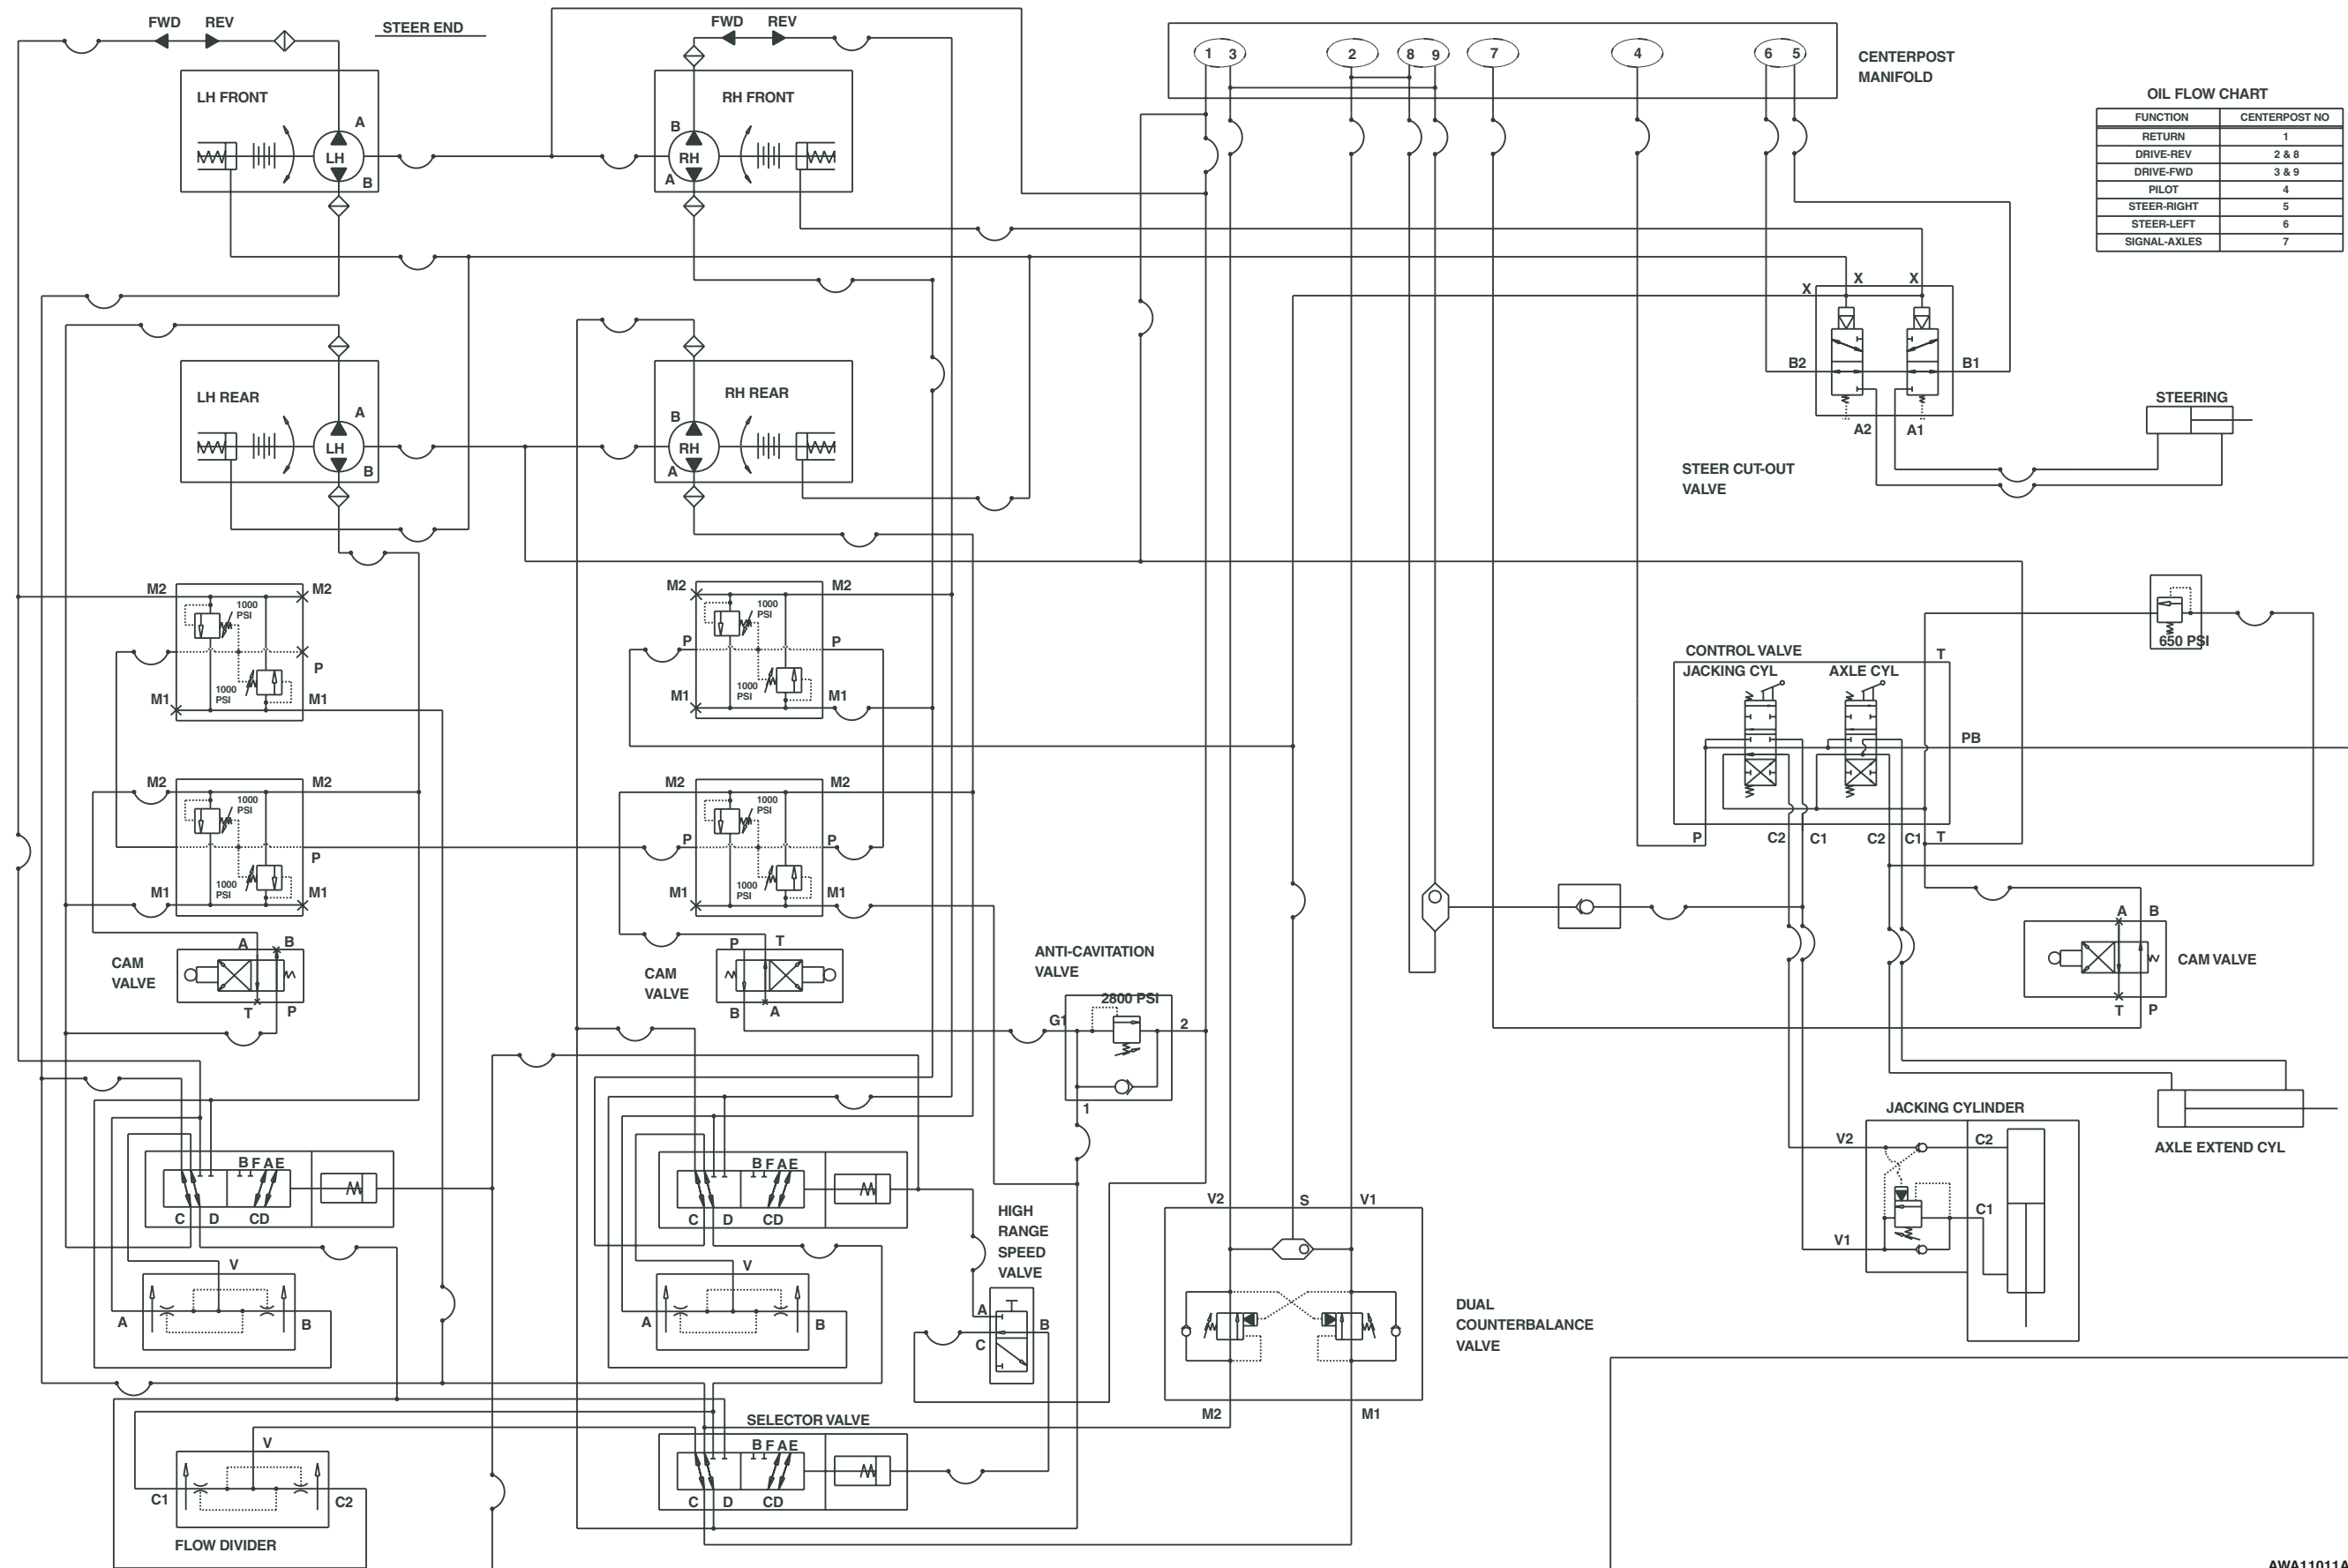 FWD REV
STEER END
FWD REV
1 3 2 8 9 7 4 6 5
CENTERPOST
MANIFOLD
OIL FLOW CHART
FUNCTION CENTERPOST NO
RETURN 1
DRIVE-REV 2 & 8
DRIVE-FWD 3 & 9
PILOT 4
STEER-RIGHT 5
STEER-LEFT 6
SIGNAL-AXLES 7
LH FRONT
A
LH
B
RH FRONT
B
RH
A
X X X
B2 B1
A2 A1
STEER CUT-OUT
VALVE
STEERING
LH REAR
A
LH
B
RH REAR
B
RH
A
M2 M2
1000
PSI
P
1000
PSI
M1 M1
M2 M2
1000
PSI
P P
1000
PSI
M1 M1
650 PSI
CONTROL VALVE
JACKING CYL AXLE CYL
T
PB
P C2 C1 C2 C1 T
M2 M2
1000
PSI
P
1000
PSI
M1 M1
M2 M2
1000
PSI
P P
1000
PSI
M1 M1
CAM
VALVE
A B
T P
CAM
VALVE
P T
B A
ANTI-CAVITATION
VALVE
2800 PSI
G1 2
1
A B
T P
CAM VALVE
AXLE EXTEND CYL
JACKING CYLINDER
V2 C2
C1
V1
B F A E
C D CD
B F A E
C D CD
HIGH
RANGE
SPEED
VALVE
A
B
C
V2 S V1
DUAL
COUNTERBALANCE
VALVE
M2 M1
V
A B
V
A B
SELECTOR VALVE
B F A E
C D CD
V
C1 C2
FLOW DIVIDER
AWA11011A